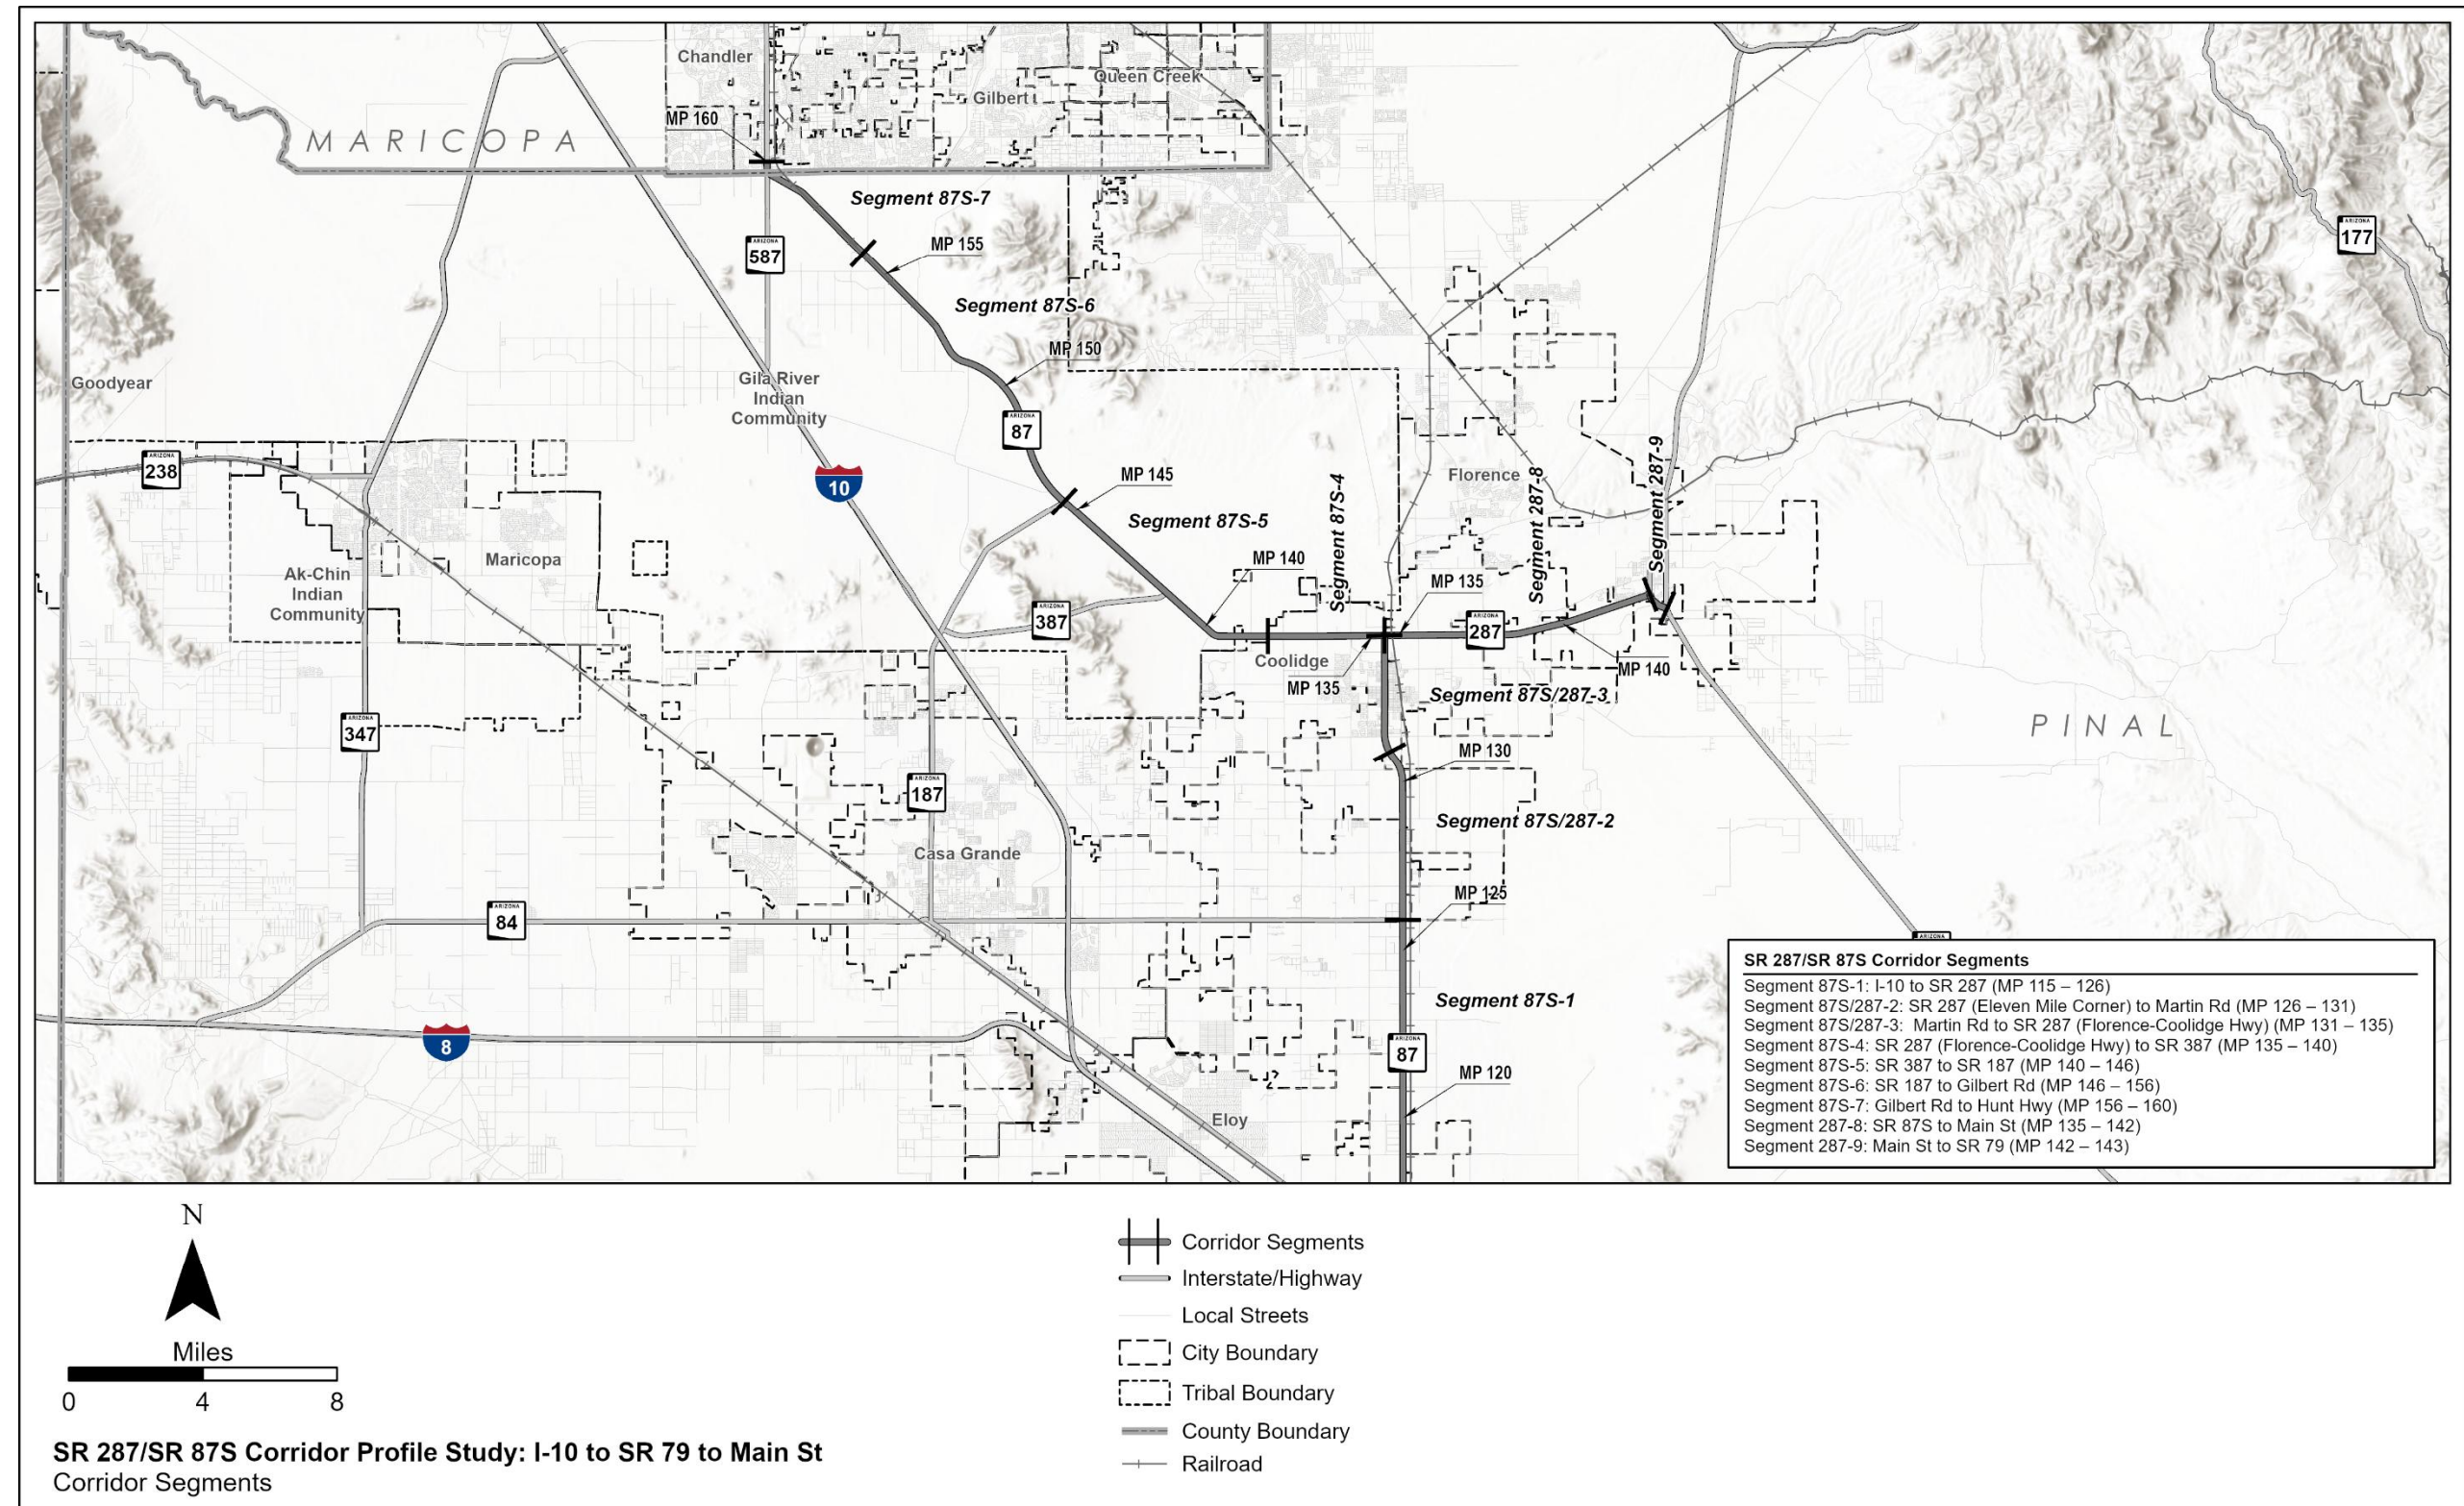 Chandler
Queen Creek
Gilbert
MP 160
MARICOPA
Segment 87S-7
ARIZONA
177
MP 155
ARIZONA
587
Segment 87S-6
MP 150
Goodyear
Gila River
Indian
Community
ARIZONA
87
Segment 287-9
ARIZONA
238
MP 145
Florence
10
Segment 87S-4
Segment 287-8
Segment 87S-5
Maricopa
MP 140
Ak-Chin
Indian
Community
MP 135
ARIZONA
387
ARIZONA
287
Coolidge
MP 140
MP 135
Segment 87S/287-3
ARIZONA
347
PINAL
MP 130
ARIZONA
187
Segment 87S/287-2
Casa Grande
MP 125
ARIZONA
84
ARIZONA
SR 287/SR 87S Corridor Segments
Segment 87S-1: I-10 to SR 287 (MP 115 – 126)
Segment 87S/287-2: SR 287 (Eleven Mile Corner) to Martin Rd (MP 126 – 131)
Segment 87S/287-3:  Martin Rd to SR 287 (Florence-Coolidge Hwy) (MP 131 – 135)
Segment 87S-4: SR 287 (Florence-Coolidge Hwy) to SR 387 (MP 135 – 140)
Segment 87S-5: SR 387 to SR 187 (MP 140 – 146)
Segment 87S-6: SR 187 to Gilbert Rd (MP 146 – 156)
Segment 87S-7: Gilbert Rd to Hunt Hwy (MP 156 – 160)
Segment 287-8: SR 87S to Main St (MP 135 – 142)
Segment 287-9: Main St to SR 79 (MP 142 – 143)
Segment 87S-1
8
ARIZONA
87
MP 120
Eloy
N
Miles
0 4 8
Corridor Segments
Interstate/Highway
Local Streets
City Boundary
Tribal Boundary
County Boundary
Railroad
SR 287/SR 87S Corridor Profile Study: I-10 to SR 79 to Main St
Corridor Segments